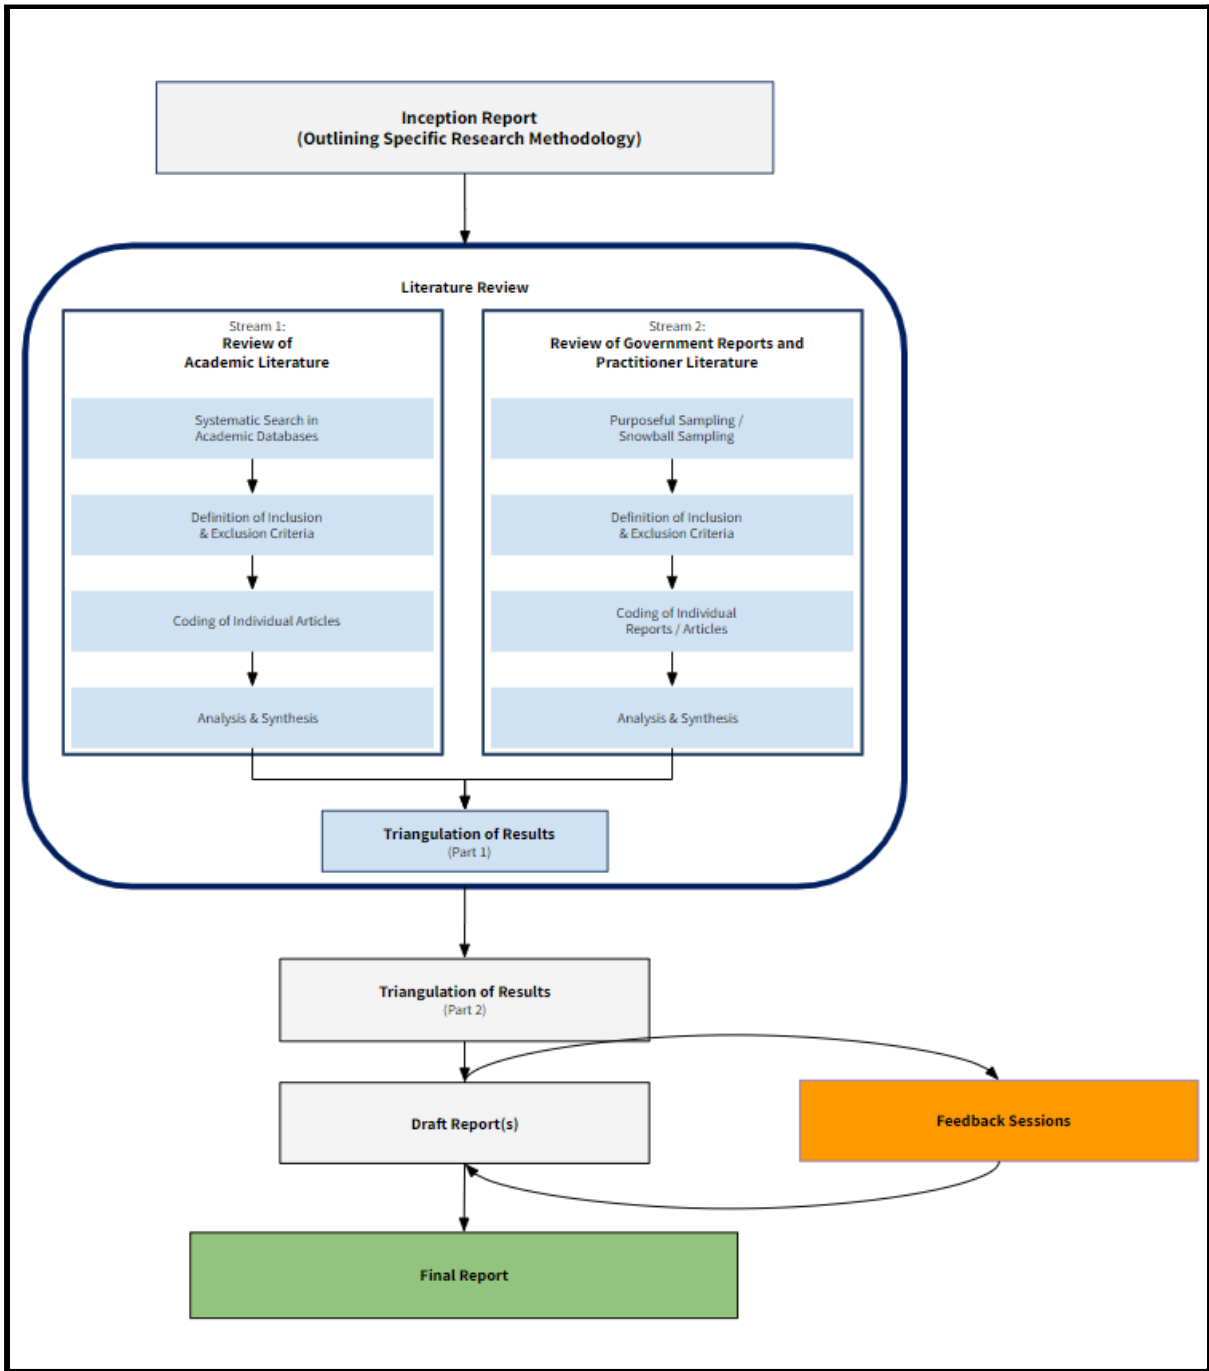 Inception Report
(Outlining Specific Research Methodology)
Literature Review
Stream 1:
Review of
Academic Literature
Systematic Search in
Academic Databases
Definition of Inclusion
& Exclusion Criteria
Coding of Individual Articles
Analysis & Synthesis
Stream 2:
Review of Government Reports and
Practitioner Literature
Purposeful Sampling /
Snowball Sampling
Definition of Inclusion
& Exclusion Criteria
Coding of Individual
Reports / Articles
Analysis & Synthesis
Triangulation of Results
(Part 1)
Triangulation of Results
(Part 2)
Draft Report(s)
Feedback Sessions
Final Report